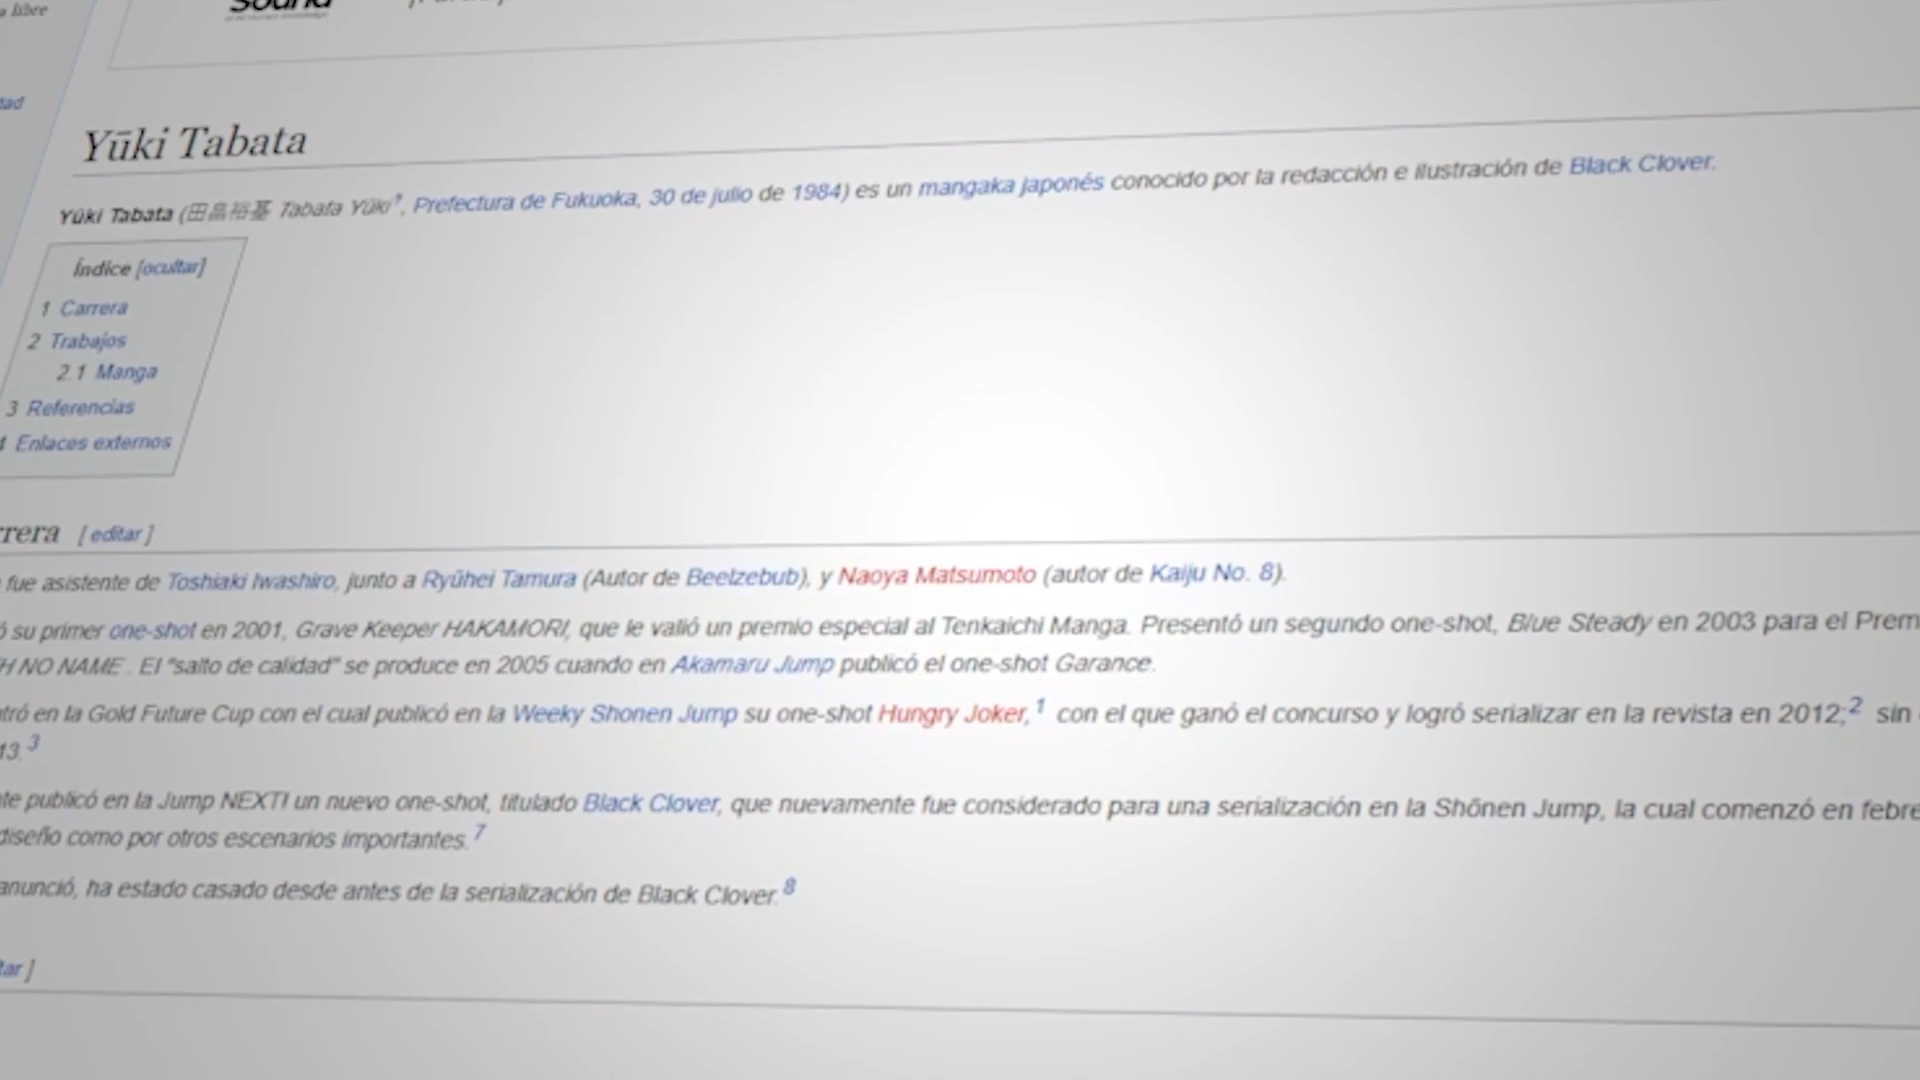 a libre
Sound
dad
Yūki Tabata
Yūki Tabata (田畠裕基 Tabata Yūki?, Prefectura de Fukuoka, 30 de julio de 1984) es un mangaka japonés conocido por la redacción e ilustración de Black Clover.
Índice [ocultar]
1 Carrera
2 Trabajos
2.1 Manga
3 Referencias
4 Enlaces externos
rrera [ editar ]
fue asistente de Toshiaki Iwashiro, junto a Ryūhei Tamura (Autor de Beelzebub), y Naoya Matsumoto (autor de Kaiju No. 8).
ó su primer one-shot en 2001, Grave Keeper HAKAMORI, que le valió un premio especial al Tenkaichi Manga. Presentó un segundo one-shot, Blue Steady en 2003 para el Prem
H NO NAME . El "salto de calidad" se produce en 2005 cuando en Akamaru Jump publicó el one-shot Garance.
tró en la Gold Future Cup con el cual publicó en la Weeky Shonen Jump su one-shot Hungry Joker,1 con el que ganó el concurso y logró serializar en la revista en 2012;2 sin
13.3
te publicó en la Jump NEXT! un nuevo one-shot, titulado Black Clover, que nuevamente fue considerado para una serialización en la Shōnen Jump, la cual comenzó en febre
diseño como por otros escenarios importantes.7
anunció, ha estado casado desde antes de la serialización de Black Clover.8
tar ]